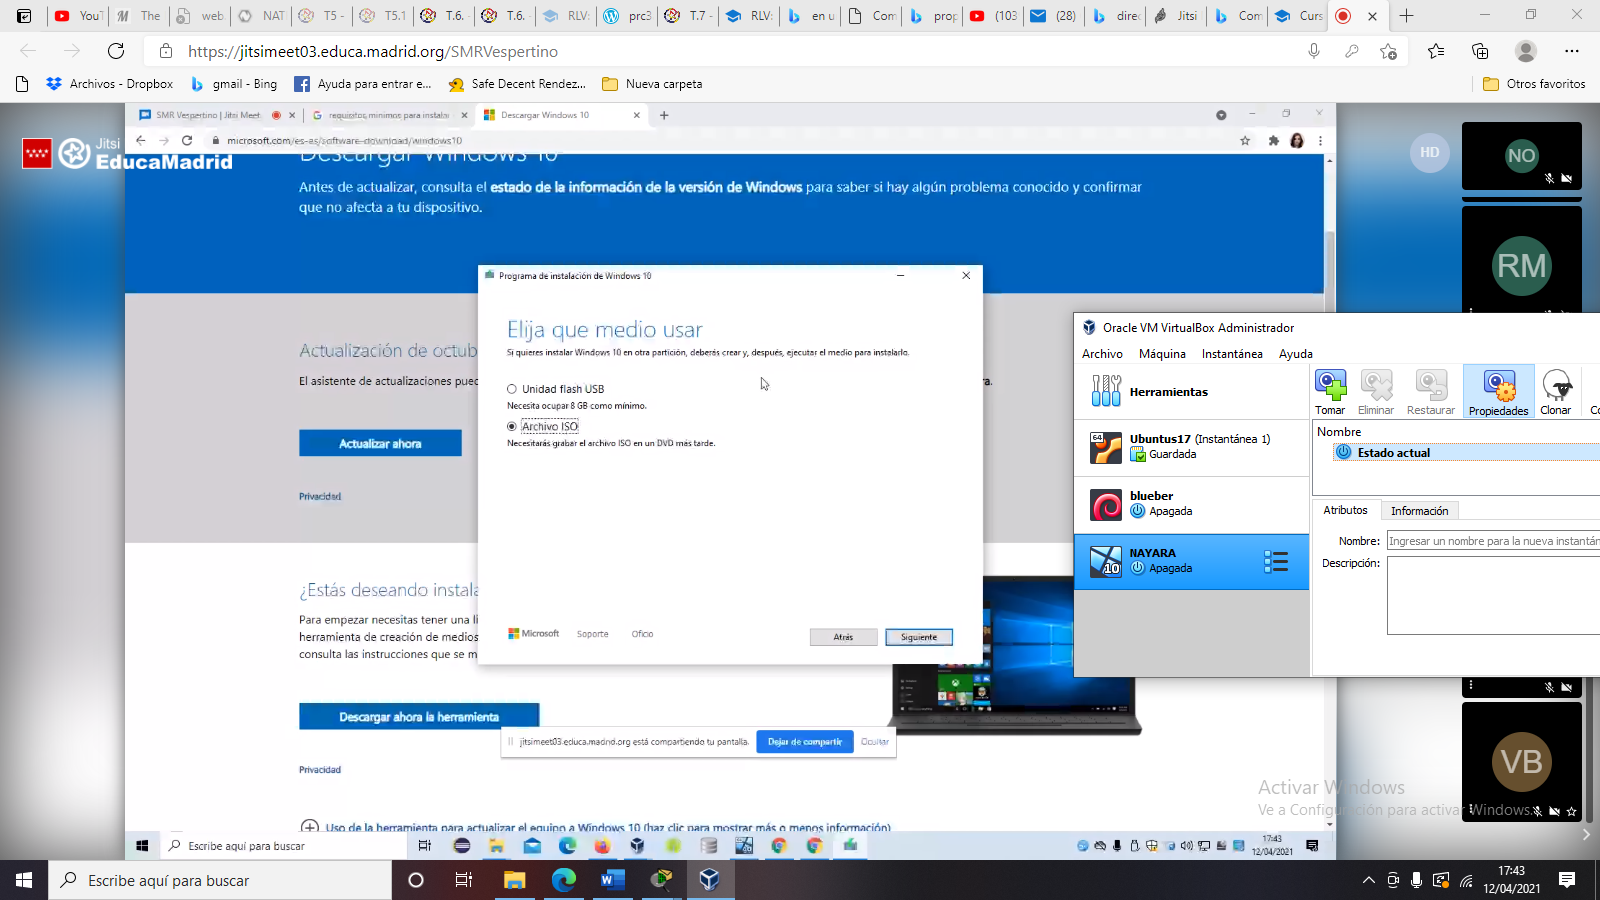 YouT
The
web
NAT
T5 -
T5.1
T.6. -
T.6. -
RLV:
prc3
T.7 -
RLV:
en u
Com
prop
(103
(28)
direc
Jitsi
Com
Curs
https://jitsimeet03.educa.madrid.org/SMRVespertino
Archivos - Dropbox
gmail - Bing
Ayuda para entrar e...
Safe Decent Rendez...
Nueva carpeta
Otros favoritos
SMR Vespertino | Jitsi Meet
requisitos minimos para instalar
Descargar Windows 10
microsoft.com/es-es/software-download/windows10
Jitsi
EducaMadrid
HD
NO
RM
VB
Descargar Windows 10
Antes de actualizar, consulta el estado de la información de la versión de Windows para saber si hay algún problema conocido y confirmar
que no afecta a tu dispositivo.
Actualización de octub
El asistente de actualizaciones pued
ra.
Actualizar ahora
Privacidad
¿Estás deseando instala
Para empezar necesitas tener una li
herramienta de creación de medios
consulta las instrucciones que se m
Descargar ahora la herramienta
Privacidad
Uso de la herramienta para actualizar el equipo a Windows 10 (haz clic para mostrar más o menos información)
Programa de instalación de Windows 10
Elija que medio usar
Si quieres instalar Windows 10 en otra partición, deberás crear y, después, ejecutar el medio para instalarlo.
Unidad flash USB
Necesita ocupar 8 GB como mínimo.
Archivo ISO
Necesitarás grabar el archivo ISO en un DVD más tarde.
Microsoft
Soporte
Oficio
Atrás
Siguiente
jitsimeet03.educa.madrid.org está compartiendo tu pantalla.
Dejar de compartir
Ocultar
Oracle VM VirtualBox Administrador
Archivo
Máquina
Instantánea
Ayuda
Herramientas
Tomar
Eliminar
Restaurar
Propiedades
Clonar
Co
64
Ubuntus17 (Instantánea 1)
Guardada
blueber
Apagada
10
NAYARA
Apagada
Nombre
Estado actual
Atributos
Información
Nombre:
Ingresar un nombre para la nueva instantán
Descripción:
Activar Windows
Ve a Configuración para activar Windows.
Escribe aquí para buscar
17:43
12/04/2021
Escribe aquí para buscar
17:43
12/04/2021